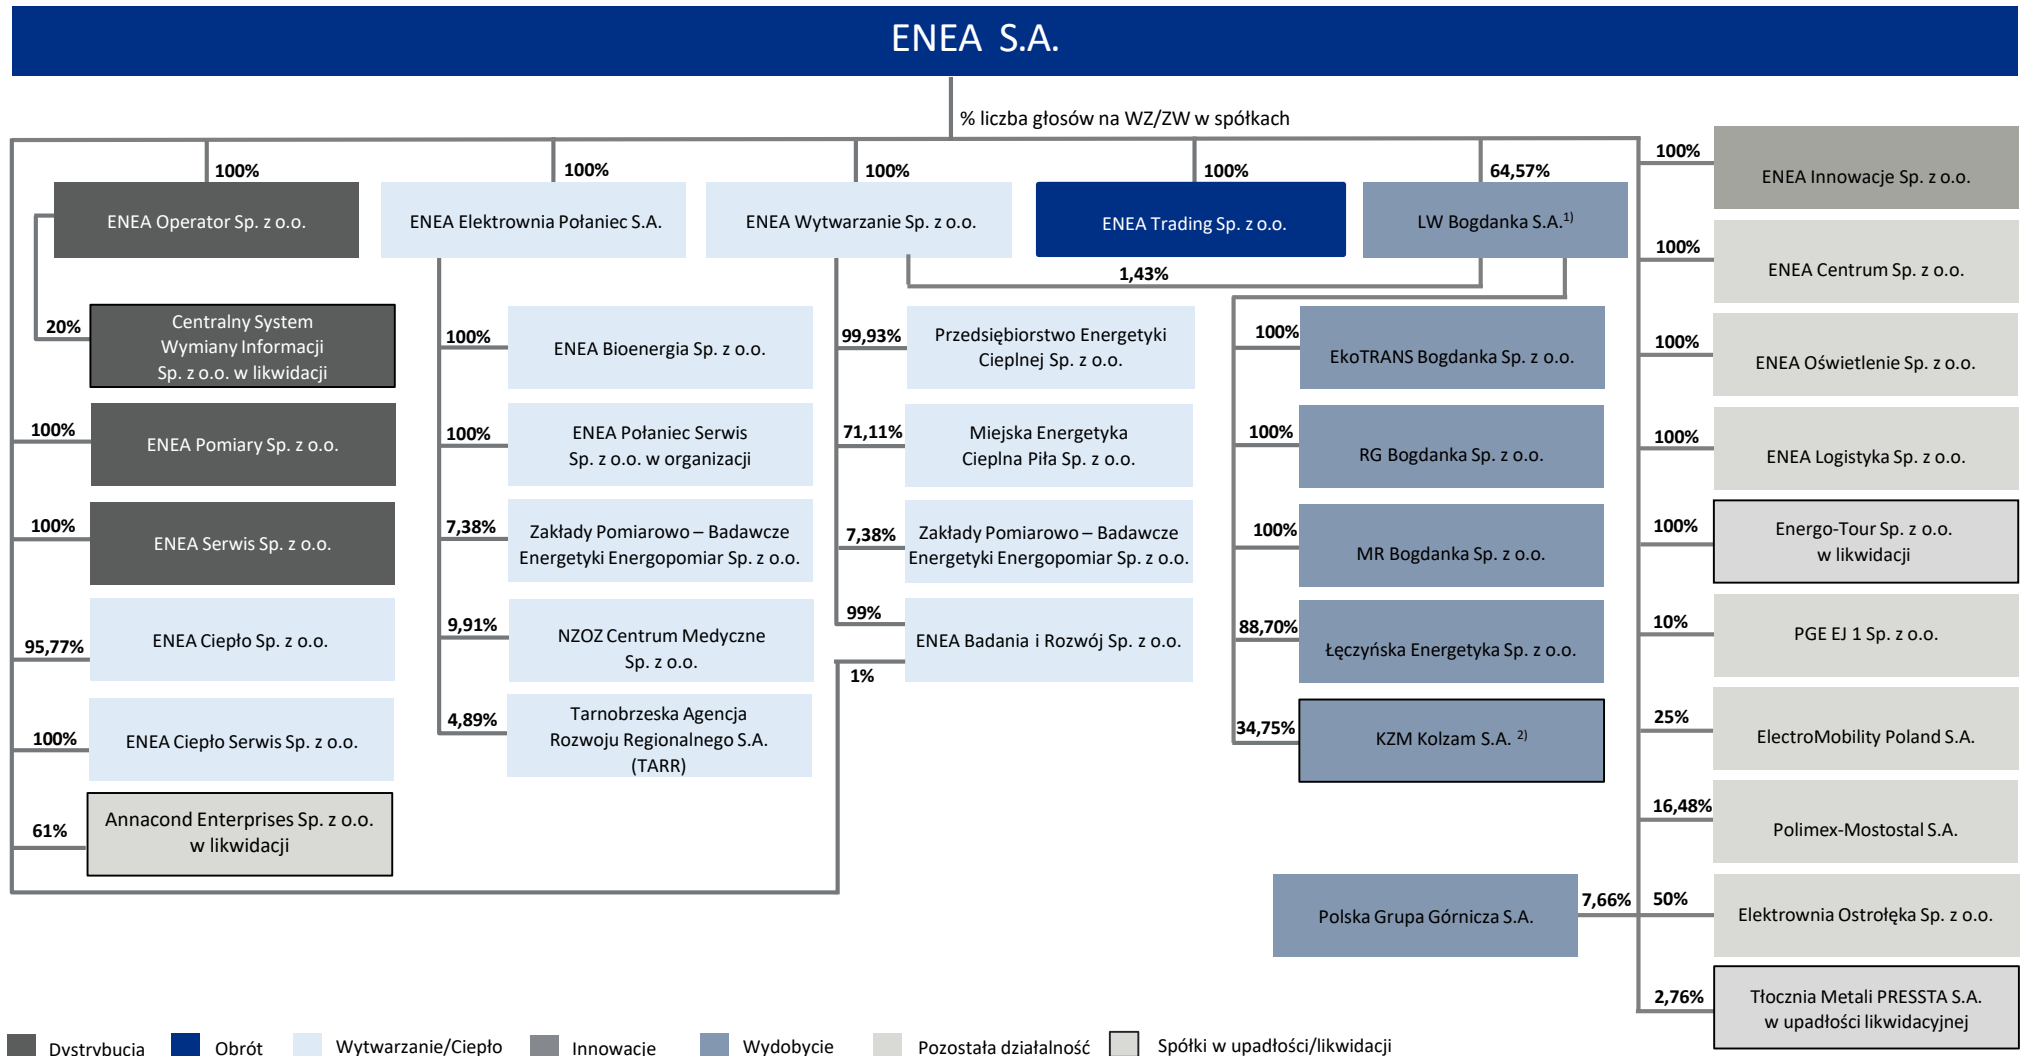 ENEA S.A.
% liczba głosów na WZ/ZW w spółkach
100%
ENEA Operator Sp. z o.o.
100%
ENEA Elektrownia Połaniec S.A.
100%
ENEA Wytwarzanie Sp. z o.o.
100%
ENEA Trading Sp. z o.o.
64,57%
LW Bogdanka S.A.1)
1,43%
20%
Centralny System
Wymiany Informacji
Sp. z o.o. w likwidacji
100%
ENEA Pomiary Sp. z o.o.
100%
ENEA Serwis Sp. z o.o.
95,77%
ENEA Ciepło Sp. z o.o.
100%
ENEA Ciepło Serwis Sp. z o.o.
61%
Annacond Enterprises Sp. z o.o.
w likwidacji
100%
ENEA Bioenergia Sp. z o.o.
100%
ENEA Połaniec Serwis
Sp. z o.o. w organizacji
7,38%
Zakłady Pomiarowo – Badawcze
Energetyki Energopomiar Sp. z o.o.
9,91%
NZOZ Centrum Medyczne
Sp. z o.o.
4,89%
Tarnobrzeska Agencja
Rozwoju Regionalnego S.A.
(TARR)
99,93%
Przedsiębiorstwo Energetyki
Cieplnej Sp. z o.o.
71,11%
Miejska Energetyka
Cieplna Piła Sp. z o.o.
7,38%
Zakłady Pomiarowo – Badawcze
Energetyki Energopomiar Sp. z o.o.
99%
ENEA Badania i Rozwój Sp. z o.o.
1%
100%
EkoTRANS Bogdanka Sp. z o.o.
100%
RG Bogdanka Sp. z o.o.
100%
MR Bogdanka Sp. z o.o.
88,70%
Łęczyńska Energetyka Sp. z o.o.
34,75%
KZM Kolzam S.A. 2)
Polska Grupa Górnicza S.A.
7,66%
100%
ENEA Innowacje Sp. z o.o.
100%
ENEA Centrum Sp. z o.o.
100%
ENEA Oświetlenie Sp. z o.o.
100%
ENEA Logistyka Sp. z o.o.
100%
Energo-Tour Sp. z o.o.
w likwidacji
10%
PGE EJ 1 Sp. z o.o.
25%
ElectroMobility Poland S.A.
16,48%
Polimex-Mostostal S.A.
50%
Elektrownia Ostrołęka Sp. z o.o.
2,76%
Tłocznia Metali PRESSTA S.A.
w upadłości likwidacyjnej
Dystrybucja
Obrót
Wytwarzanie/Ciepło
Innowacje
Wydobycie
Pozostała działalność
Spółki w upadłości/likwidacji